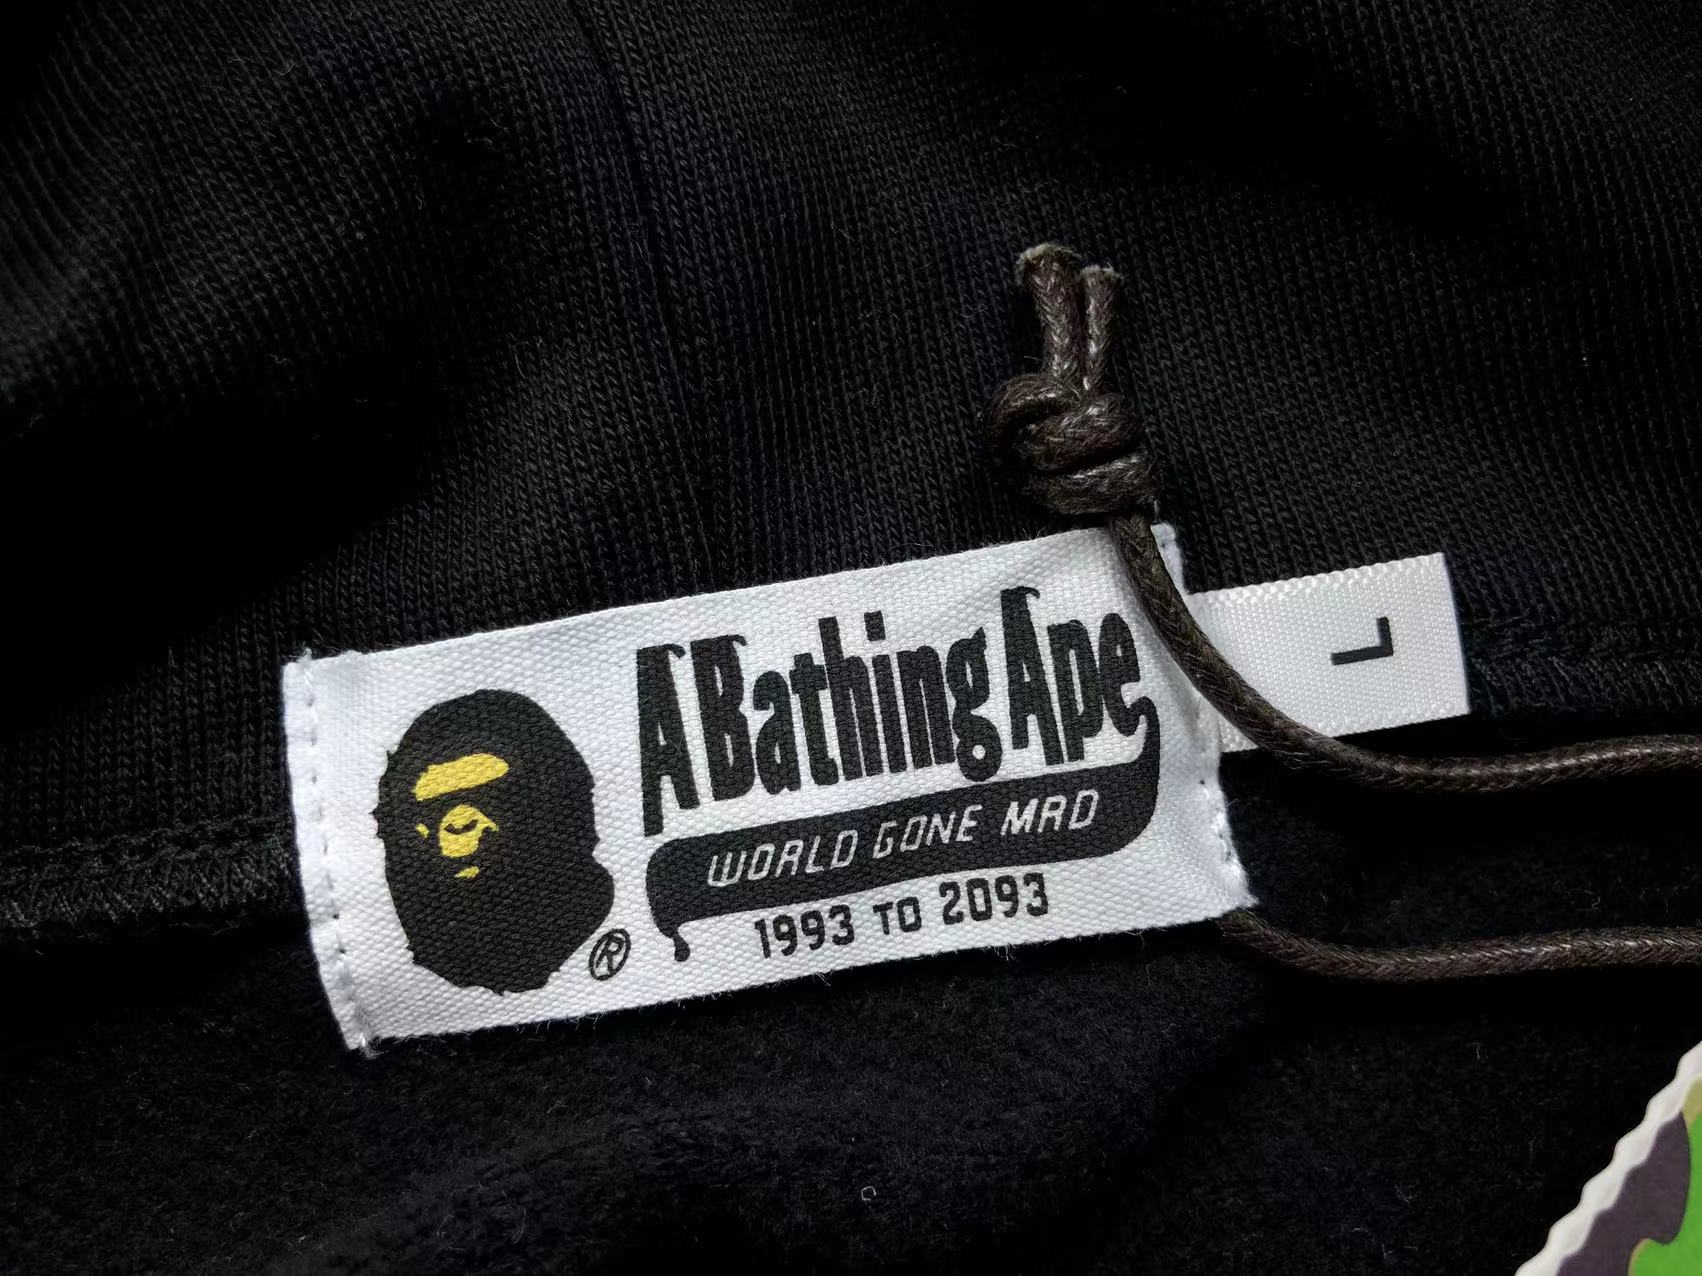 A Bathing Ape
WORLD GONE MAD
1993 TO 2093
®
L